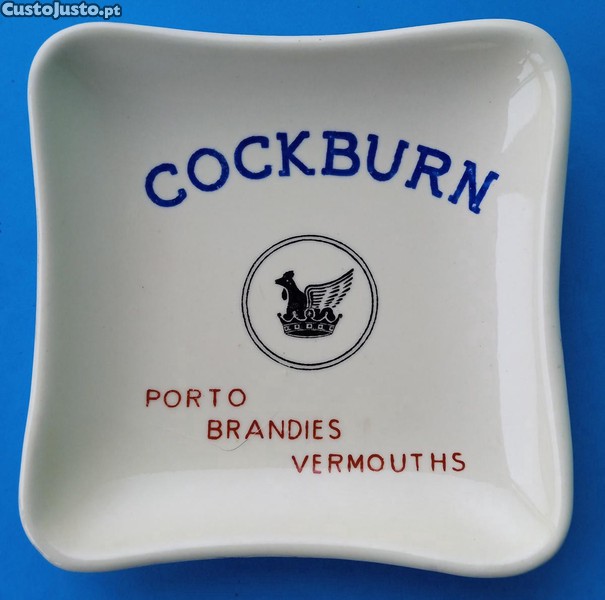 CustoJusto.pt
COCKBURN
PORTO
BRANDIES
VERMOUTHS